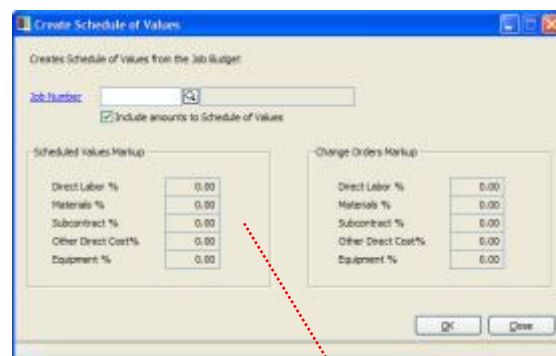 Create Schedule of Values
Creates Schedule of Values from the Job Budget
Job Number
Include amounts to Schedule of Values
Scheduled Values Markup
Direct Labor % 0.00
Materials % 0.00
Subcontract % 0.00
Other Direct Cost% 0.00
Equipment % 0.00
Change Orders Markup
Direct Labor % 0.00
Materials % 0.00
Subcontract % 0.00
Other Direct Cost% 0.00
Equipment % 0.00
OK Close